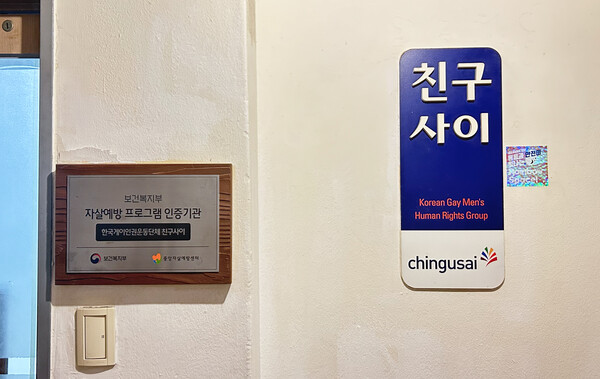 보건복지부
자살예방 프로그램 인증기관
한국게이인권운동단체 친구사이
보건복지부
중앙자살예방센터
친구
사이
Korean Gay Men's
Human Rights Group
chingusai